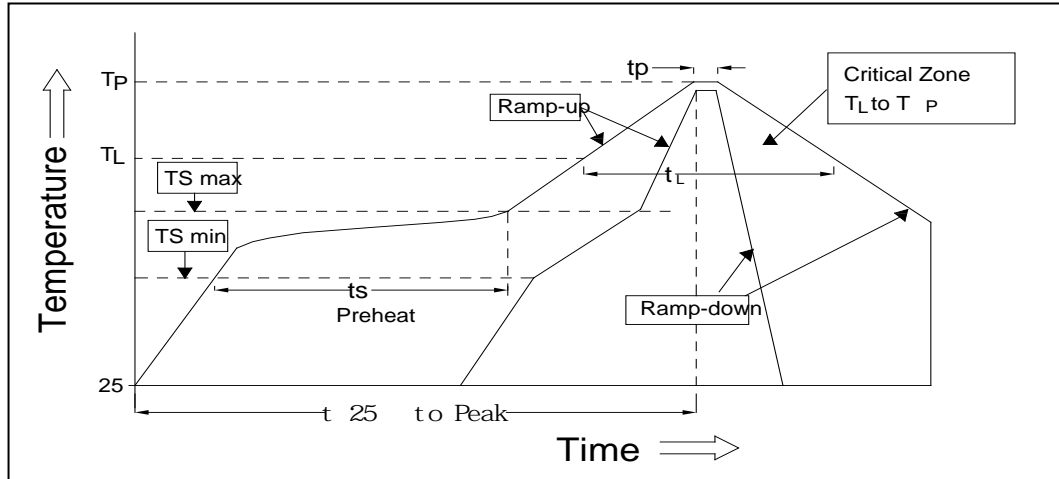 tp
Critical Zone
TL to T P
TP
Ramp-up
TL
tL
TS max
TS min
Temperature
ts
Preheat
Ramp-down
25
t 25 to Peak
Time